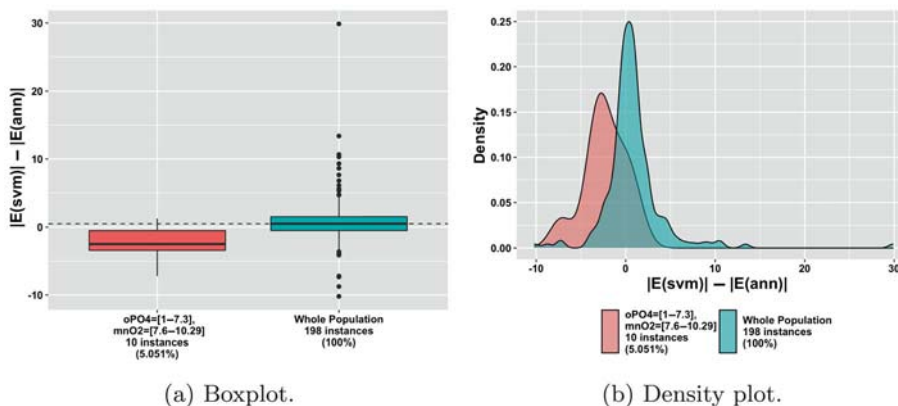 30
20
10
0
-10
|E(svm)| − |E(ann)|
oPO4=[1−7.3],
mnO2=[7.6−10.29]
10 instances
(5.051%)
Whole Population
198 instances
(100%)
(a) Boxplot.
0.25
0.20
0.15
0.10
0.05
0.00
Density
-10
0
10
20
30
|E(svm)| − |E(ann)|
oPO4=[1−7.3],
mnO2=[7.6−10.29]
10 instances
(5.051%)
Whole Population
198 instances
(100%)
(b) Density plot.